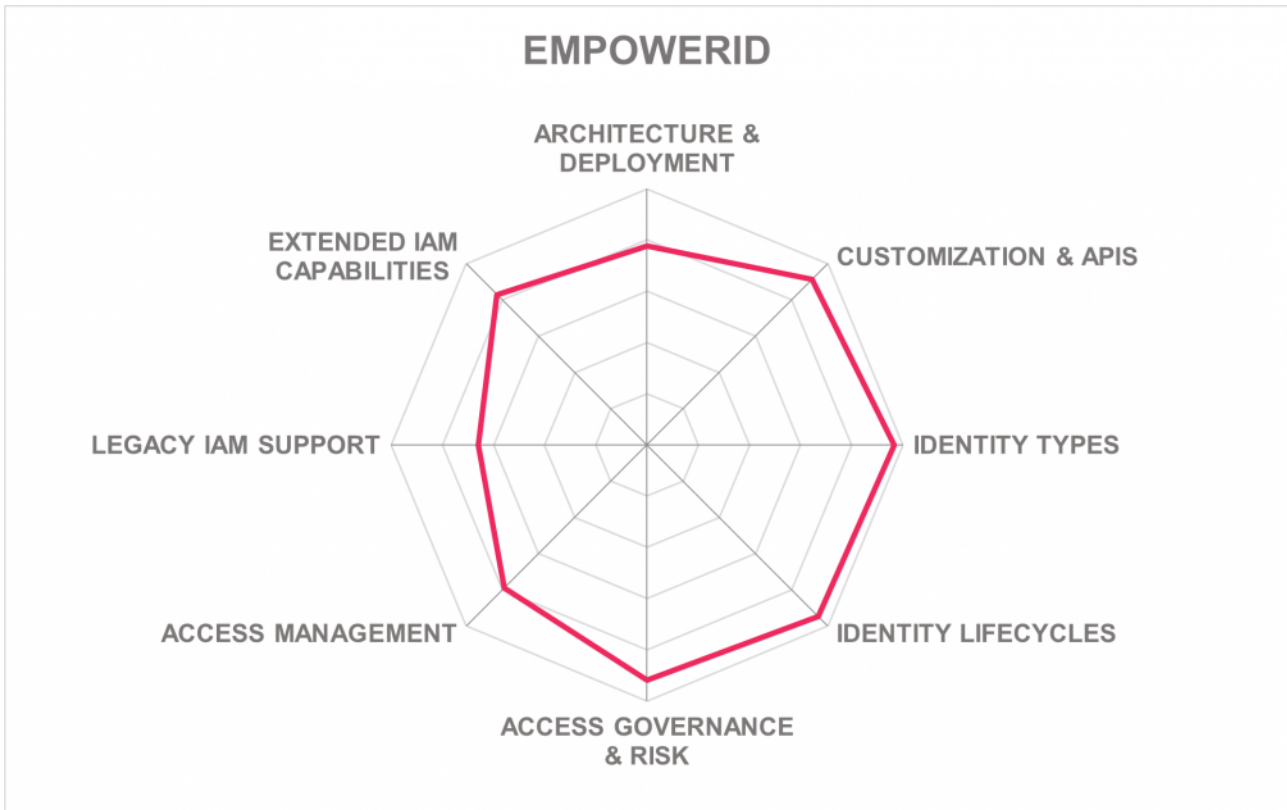 EMPOWERID
ARCHITECTURE &
DEPLOYMENT
EXTENDED IAM
CAPABILITIES
CUSTOMIZATION & APIS
LEGACY IAM SUPPORT
IDENTITY TYPES
ACCESS MANAGEMENT
IDENTITY LIFECYCLES
ACCESS GOVERNANCE
& RISK